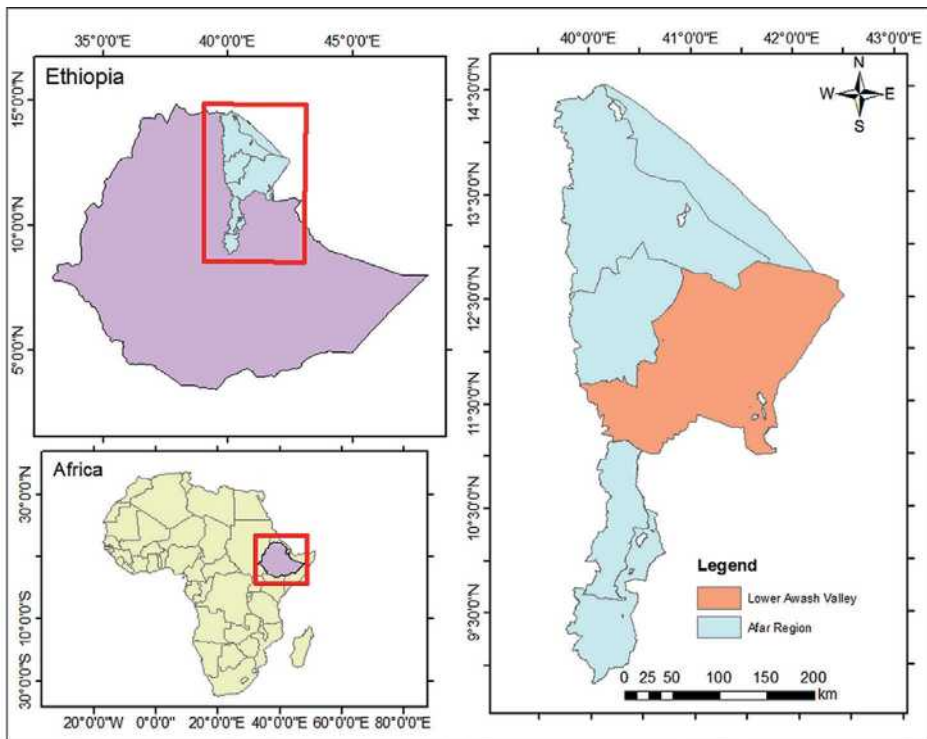 35°0'0"E 40°0'0"E 45°0'0"E
Ethiopia
15°0'0"N
10°0'0"N
5°0'0"N
Africa
30°0'0"N
10°0'0"S
30°0'0"S
20°0'0"W 0°0'0"E 20°0'0"E 40°0'0"E 60°0'0"E 80°0'0"E
40°0'0"E 41°0'0"E 42°0'0"E 43°0'0"E
N
W E
S
14°30'0"N
13°30'0"N
12°30'0"N
11°30'0"N
10°30'0"N
9°30'0"N
Legend
Lower Awash Valley
Afar Region
0 25 50 100 150 200
km